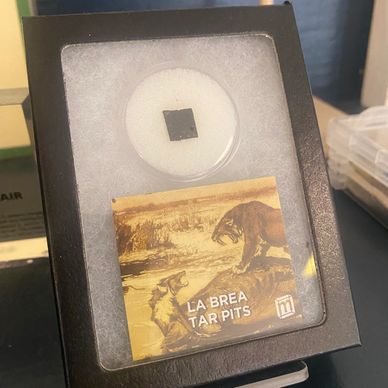 AIR
LA BREA
TAR PITS